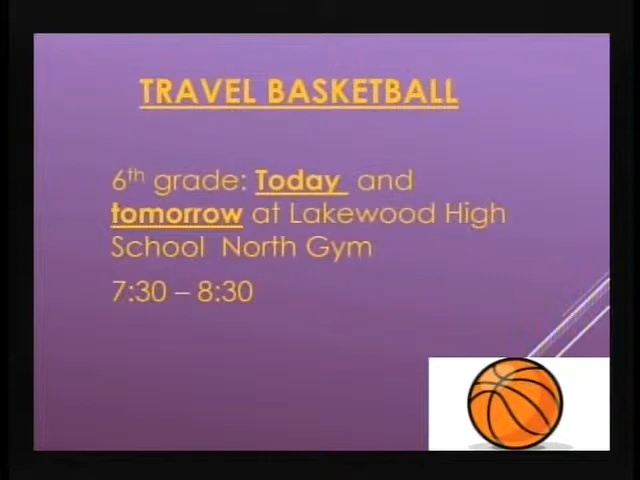 TRAVEL BASKETBALL
6th grade: Today and
tomorrow at Lakewood High
School North Gym
7:30 – 8:30